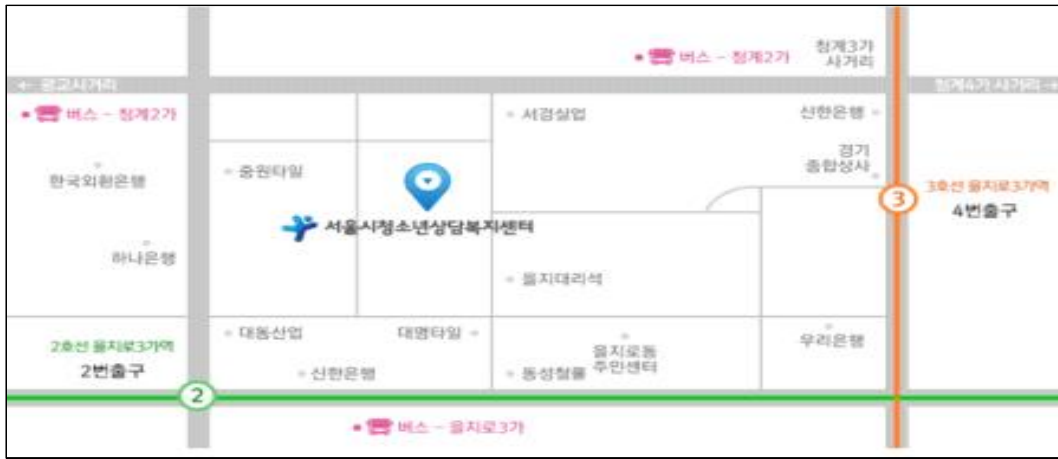 청계3가
사거리
버스 - 청계2가
← 광교사거리
청계4가 사거리 →
버스 - 청계2가
서경실업
신한은행
한국외환은행
중원타일
경기
종합상사
3
3호선 을지로3가역
4번출구
서울시청소년상담복지센터
하나은행
을지대리석
대동산업
대명타일
을지로동
주민센터
우리은행
2호선 을지로3가역
2번출구
신한은행
동성철물
2
버스 - 을지로3가